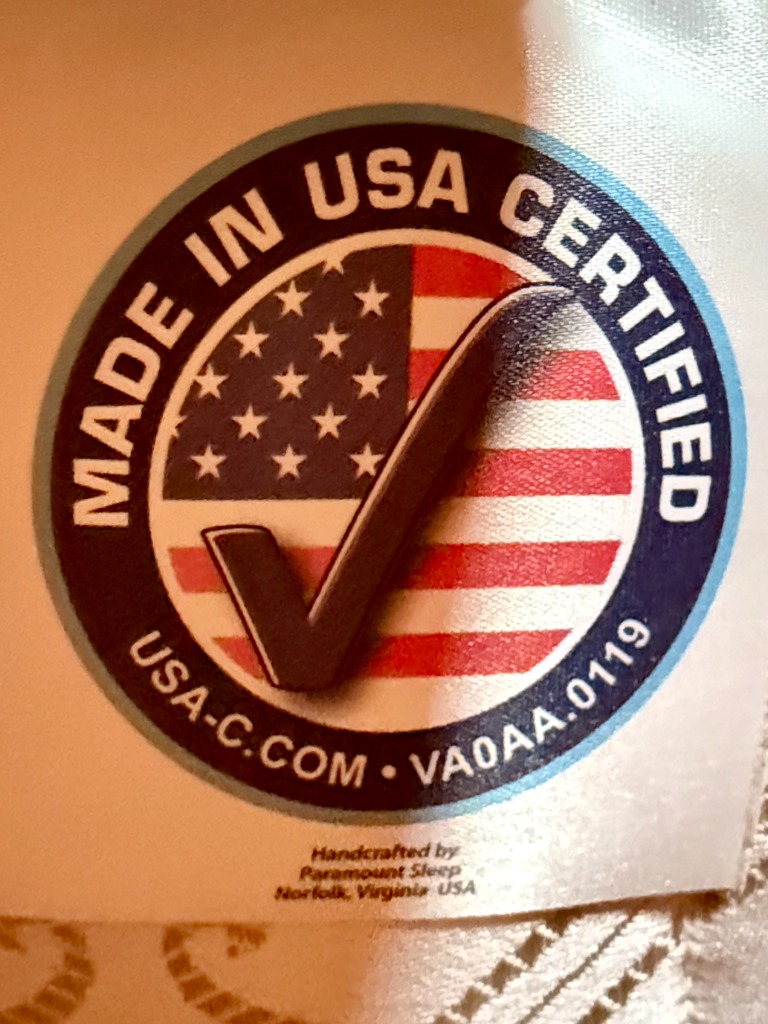 MADE IN USA CERTIFIED
USA-C.COM • VA0AA.0119
Handcrafted by
Paramount Sleep
Norfolk, Virginia USA